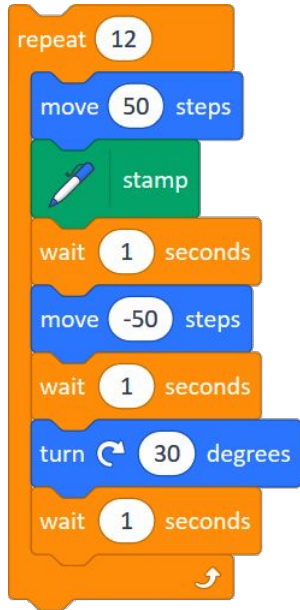 repeat 12
move 50 steps
stamp
wait 1 seconds
move -50 steps
wait 1 seconds
turn 30 degrees
wait 1 seconds